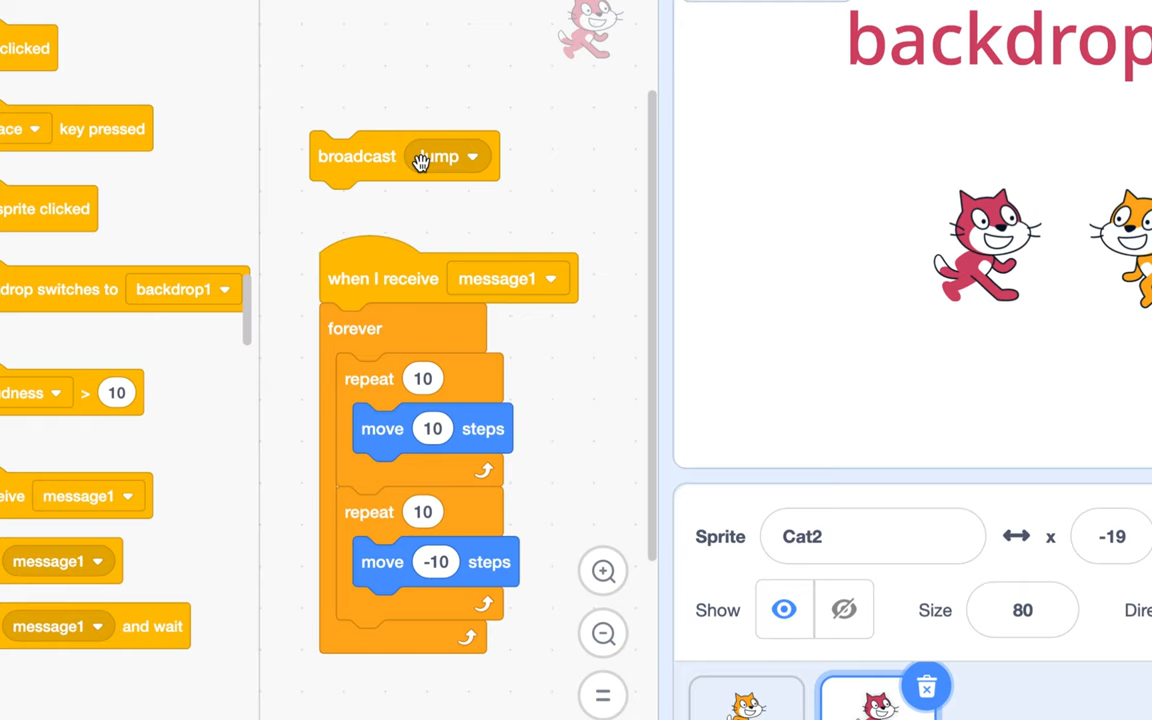 clicked
key pressed
sprite clicked
drop switches to backdrop1
dness > 10
message1
message1
message1 and wait
broadcast
when I receive message1
forever
repeat 10
move 10 steps
repeat 10
move -10 steps
backdrop
Sprite Cat2 x -19
Show Size 80